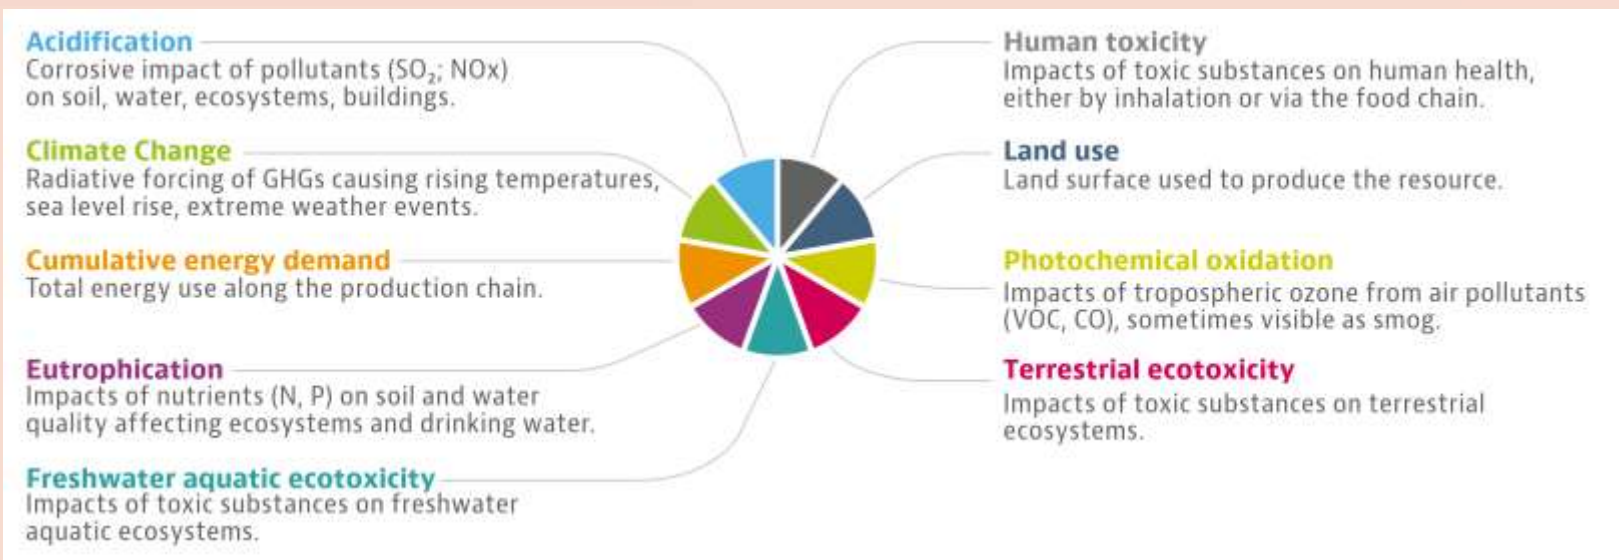 Acidification
Corrosive impact of pollutants (SO₂; NOx)
on soil, water, ecosystems, buildings.
Climate Change
Radiative forcing of GHGs causing rising temperatures,
sea level rise, extreme weather events.
Cumulative energy demand
Total energy use along the production chain.
Eutrophication
Impacts of nutrients (N, P) on soil and water
quality affecting ecosystems and drinking water.
Freshwater aquatic ecotoxicity
Impacts of toxic substances on freshwater
aquatic ecosystems.
Human toxicity
Impacts of toxic substances on human health,
either by inhalation or via the food chain.
Land use
Land surface used to produce the resource.
Photochemical oxidation
Impacts of tropospheric ozone from air pollutants
(VOC, CO), sometimes visible as smog.
Terrestrial ecotoxicity
Impacts of toxic substances on terrestrial
ecosystems.